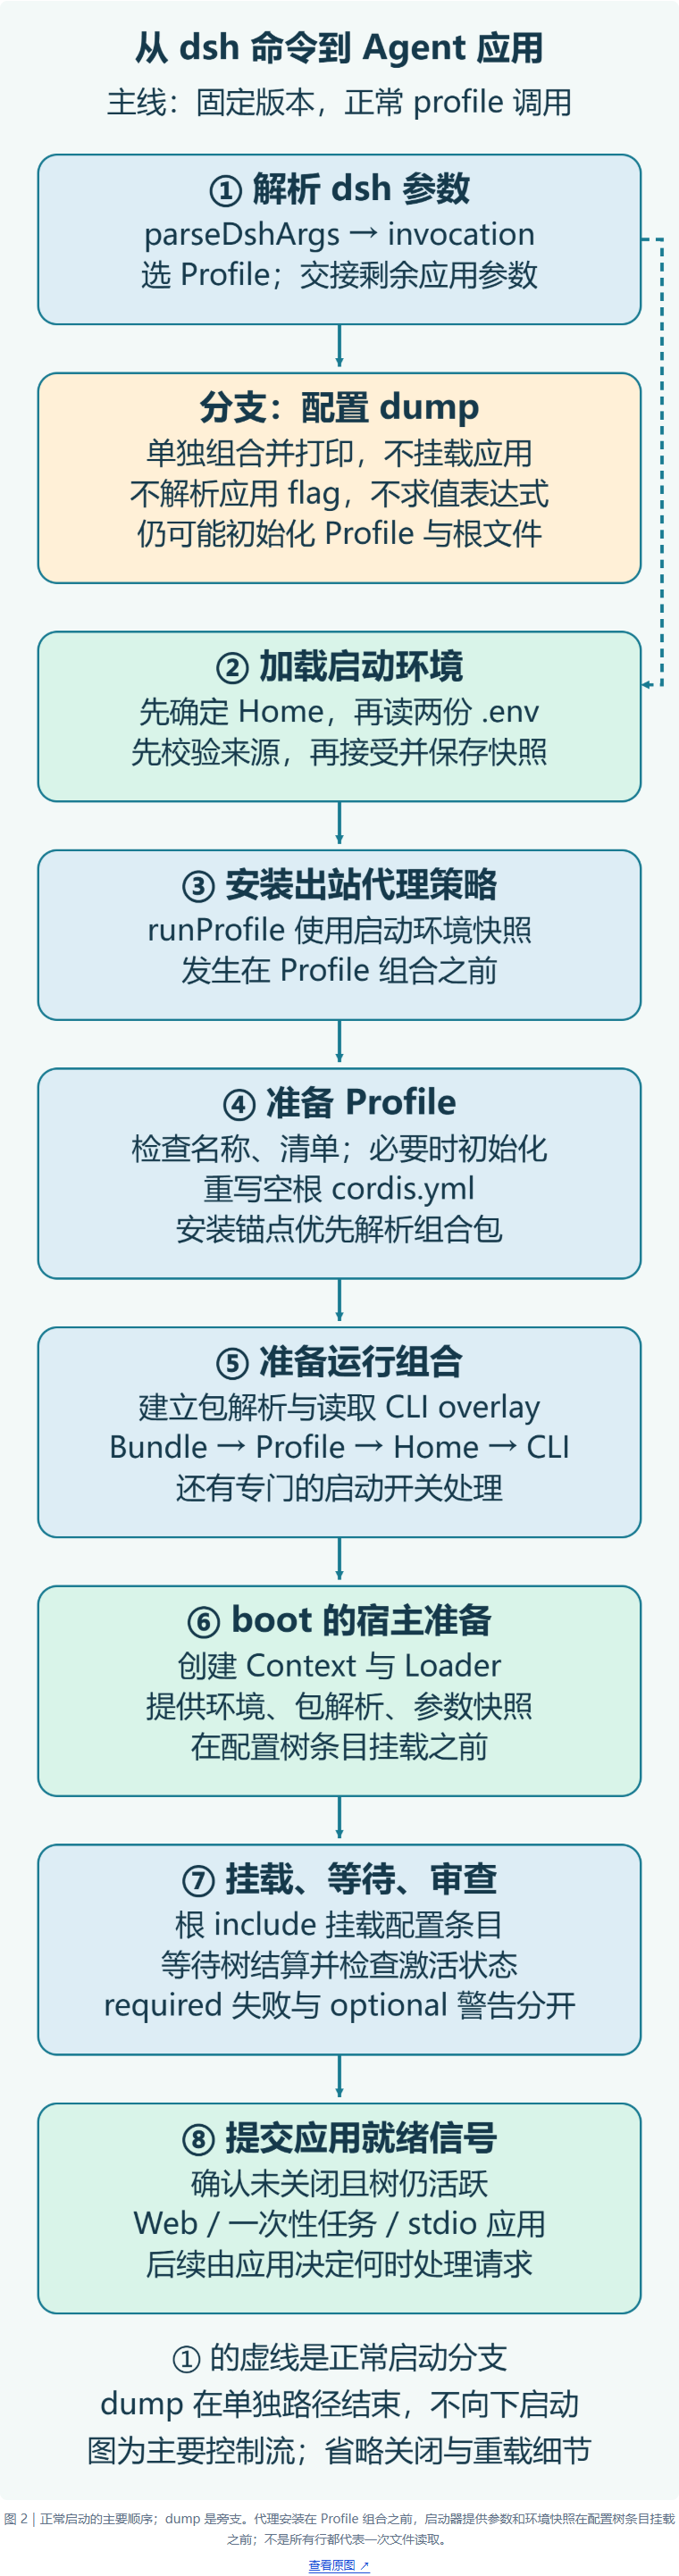 从 dsh 命令到 Agent 应用
主线：固定版本，正常 profile 调用
① 解析 dsh 参数
parseDshArgs → invocation
选 Profile；交接剩余应用参数
分支：配置 dump
单独组合并打印，不挂载应用
不解析应用 flag，不求值表达式
仍可能初始化 Profile 与根文件
② 加载启动环境
先确定 Home，再读两份 .env
先校验来源，再接受并保存快照
③ 安装出站代理策略
runProfile 使用启动环境快照
发生在 Profile 组合之前
④ 准备 Profile
检查名称、清单；必要时初始化
重写空根 cordis.yml
安装锚点优先解析组合包
⑤ 准备运行组合
建立包解析与读取 CLI overlay
Bundle → Profile → Home → CLI
还有专门的启动开关处理
⑥ boot 的宿主准备
创建 Context 与 Loader
提供环境、包解析、参数快照
在配置树条目挂载之前
⑦ 挂载、等待、审查
根 include 挂载配置条目
等待树结算并检查激活状态
required 失败与 optional 警告分开
⑧ 提交应用就绪信号
确认未关闭且树仍活跃
Web / 一次性任务 / stdio 应用
后续由应用决定何时处理请求
① 的虚线是正常启动分支
dump 在单独路径结束，不向下启动
图为主要控制流；省略关闭与重载细节
图 2 | 正常启动的主要顺序；dump 是旁支。代理安装在 Profile 组合之前，启动器提供参数和环境快照在配置树条目挂载
之前；不是所有行都代表一次文件读取。
查看原图 ↗